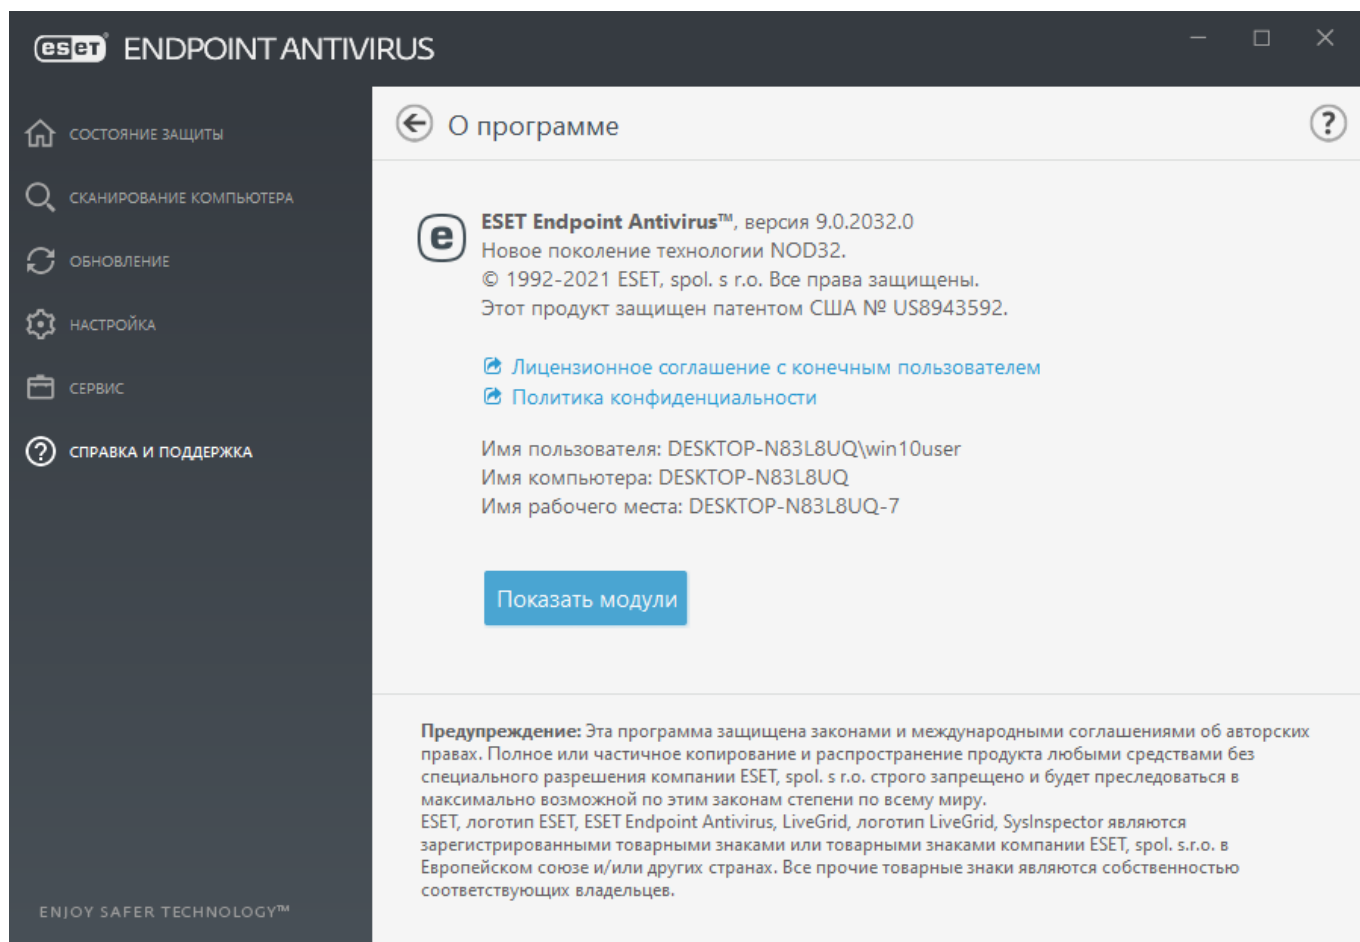 eset ENDPOINT ANTIVIRUS
СОСТОЯНИЕ ЗАЩИТЫ
СКАНИРОВАНИЕ КОМПЬЮТЕРА
ОБНОВЛЕНИЕ
НАСТРОЙКА
СЕРВИС
СПРАВКА И ПОДДЕРЖКА
ENJOY SAFER TECHNOLOGY™
О программе
?
e
ESET Endpoint Antivirus™, версия 9.0.2032.0
Новое поколение технологии NOD32.
© 1992-2021 ESET, spol. s r.o. Все права защищены.
Этот продукт защищен патентом США № US8943592.
Лицензионное соглашение с конечным пользователем
Политика конфиденциальности
Имя пользователя: DESKTOP-N83L8UQ\win10user
Имя компьютера: DESKTOP-N83L8UQ
Имя рабочего места: DESKTOP-N83L8UQ-7
Показать модули
Предупреждение: Эта программа защищена законами и международными соглашениями об авторских
правах. Полное или частичное копирование и распространение продукта любыми средствами без
специального разрешения компании ESET, spol. s r.o. строго запрещено и будет преследоваться в
максимально возможной по этим законам степени по всему миру.
ESET, логотип ESET, ESET Endpoint Antivirus, LiveGrid, логотип LiveGrid, SysInspector являются
зарегистрированными товарными знаками или товарными знаками компании ESET, spol. s.r.o. в
Европейском союзе и/или других странах. Все прочие товарные знаки являются собственностью
соответствующих владельцев.